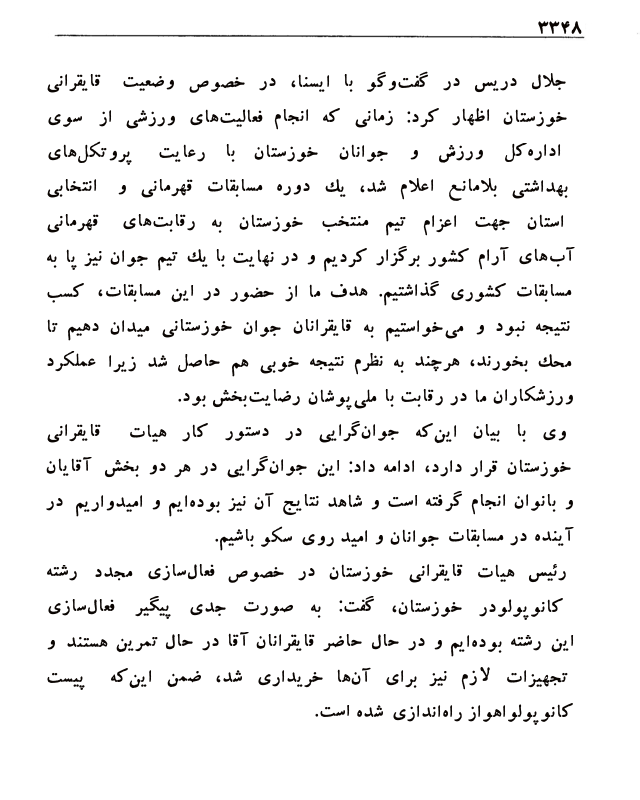 ۳۳۴۸
جلال دریس در گفت‌وگو با ایسنا، در خصوص وضعیت قایقرانی
خوزستان اظهار کرد: زمانی که انجام فعالیت‌های ورزشی از سوی
اداره‌کل ورزش و جوانان خوزستان با رعایت پروتکل‌های
بهداشتی بلامانع اعلام شد، یك دوره مسابقات قهرمانی و انتخابی
استان جهت اعزام تیم منتخب خوزستان به رقابت‌های قهرمانی
آب‌های آرام کشور برگزار کردیم و در نهایت با یك تیم جوان نیز پا به
مسابقات کشوری گذاشتیم. هدف ما از حضور در این مسابقات، کسب
نتیجه نبود و می‌خواستیم به قایقرانان جوان خوزستانی میدان دهیم تا
محك بخورند، هرچند به نظرم نتیجه خوبی هم حاصل شد زیرا عملکرد
ورزشکاران ما در رقابت با ملی‌پوشان رضایت‌بخش بود.
وی با بیان این‌که جوان‌گرایی در دستور کار هیات قایقرانی
خوزستان قرار دارد، ادامه داد: این جوان‌گرایی در هر دو بخش آقایان
و بانوان انجام گرفته است و شاهد نتایج آن نیز بوده‌ایم و امیدواریم در
آینده در مسابقات جوانان و امید روی سکو باشیم.
رئیس هیات قایقرانی خوزستان در خصوص فعال‌سازی مجدد رشته
کانوپولودر خوزستان، گفت: به صورت جدی پیگیر فعال‌سازی
این رشته بوده‌ایم و در حال حاضر قایقرانان آقا در حال تمرین هستند و
تجهیزات لازم نیز برای آن‌ها خریداری شد، ضمن این‌که پیست
کانوپولواهواز راه‌اندازی شده است.